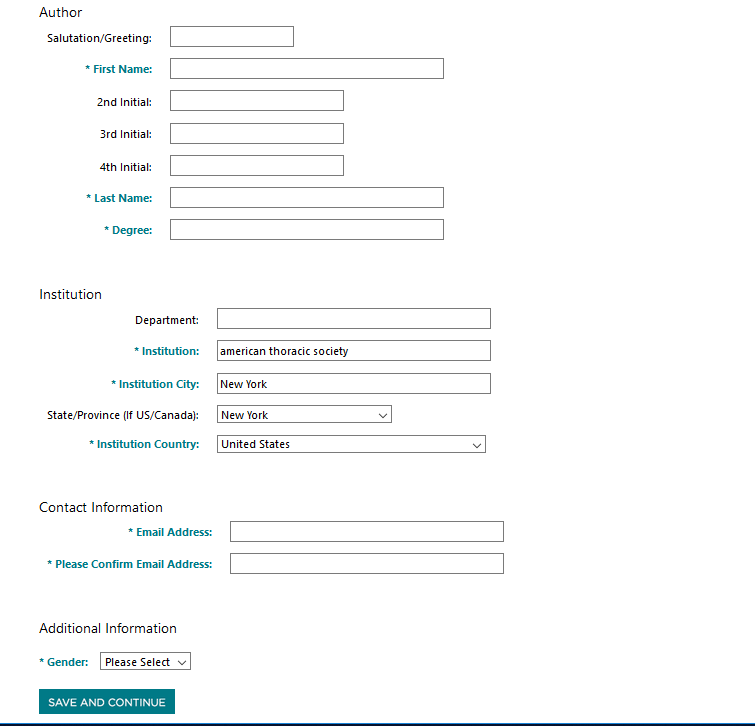 Author
Salutation/Greeting:
* First Name:
2nd Initial:
3rd Initial:
4th Initial:
* Last Name:
* Degree:
Institution
Department:
* Institution: american thoracic society
* Institution City: New York
State/Province (If US/Canada): New York
* Institution Country: United States
Contact Information
* Email Address:
* Please Confirm Email Address:
Additional Information
* Gender: Please Select
SAVE AND CONTINUE